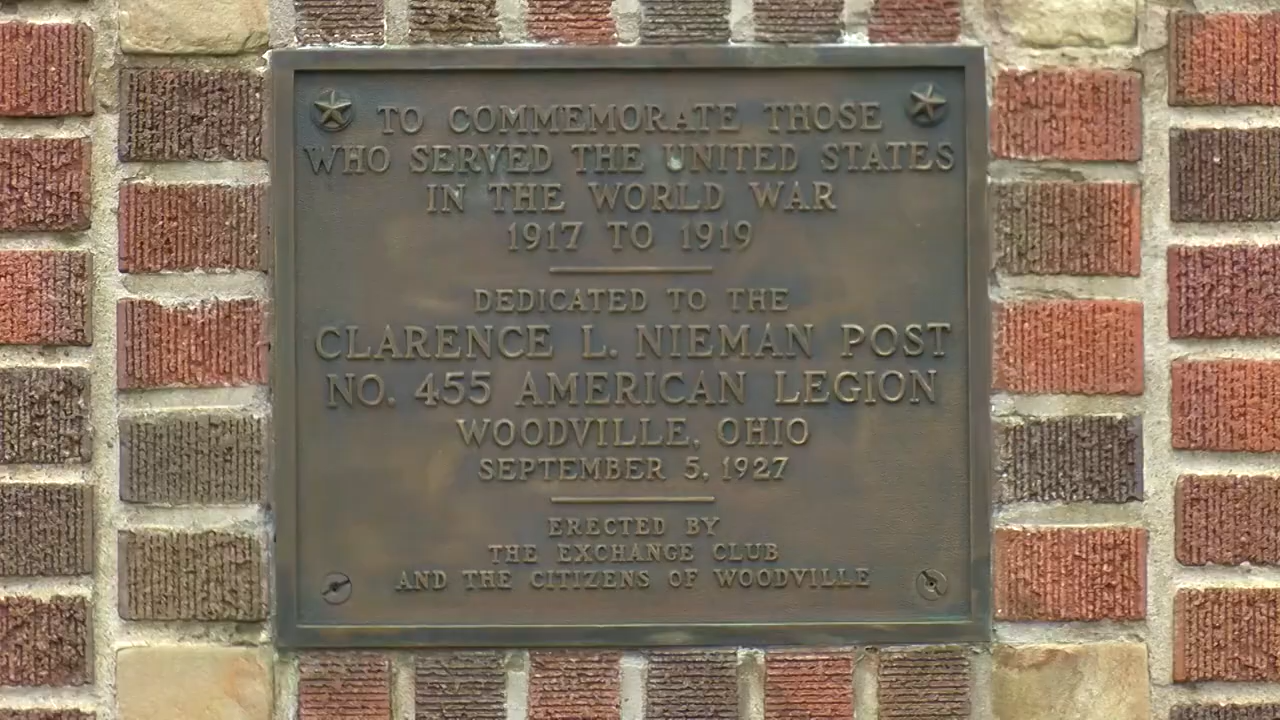 TO COMMEMORATE THOSE
WHO SERVED THE UNITED STATES
IN THE WORLD WAR
1917 TO 1919
DEDICATED TO THE
CLARENCE L. NIEMAN POST
NO. 455 AMERICAN LEGION
WOODVILLE, OHIO
SEPTEMBER 5, 1927
ERECTED BY
THE EXCHANGE CLUB
AND THE CITIZENS OF WOODVILLE